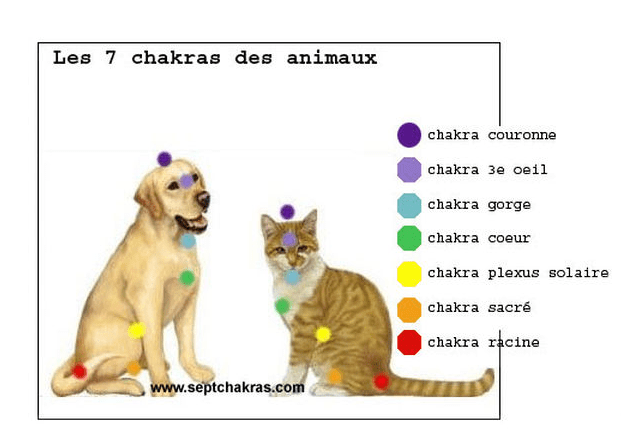 Les 7 chakras des animaux
chakra couronne
chakra 3e oeil
chakra gorge
chakra coeur
chakra plexus solaire
chakra sacré
chakra racine
www.septchakras.com